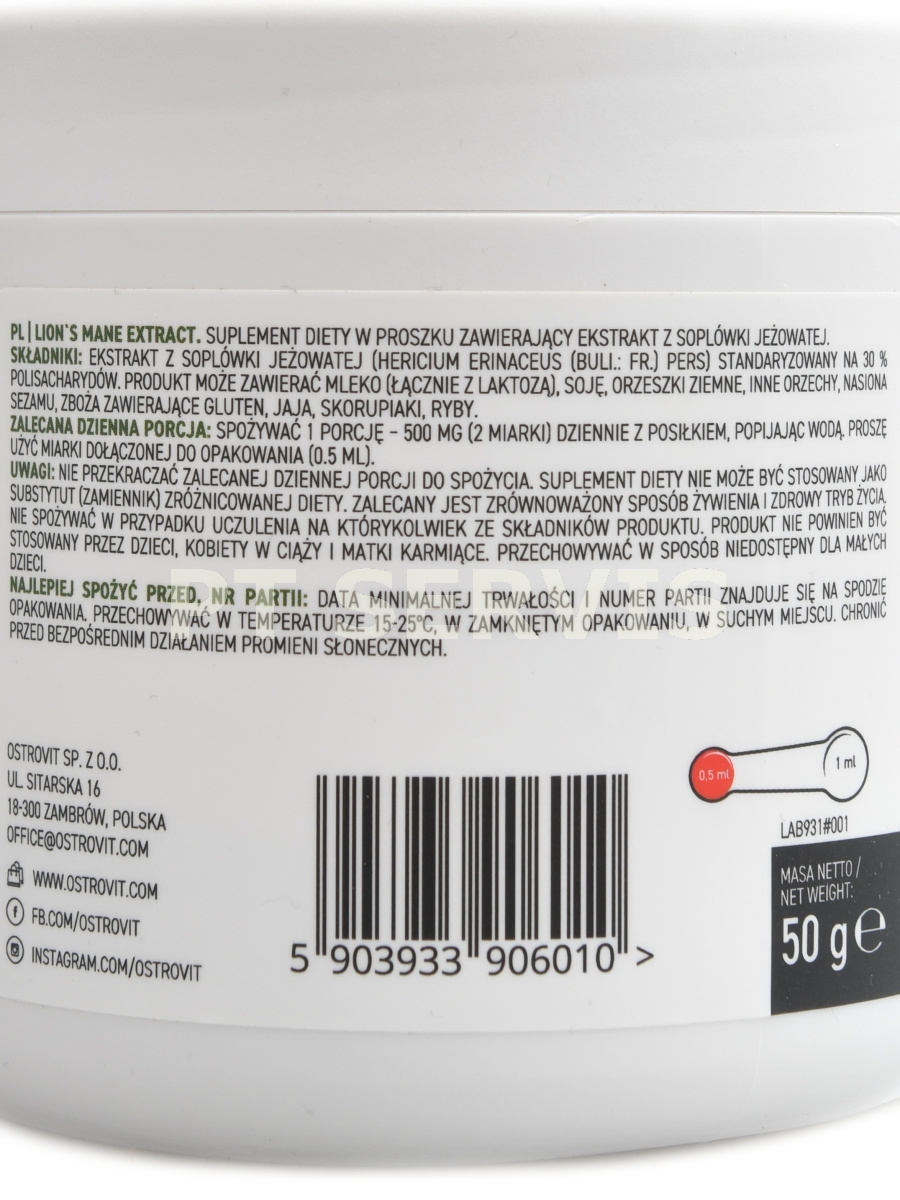 PL | LION`S MANE EXTRACT. SUPLEMENT DIETY W PROSZKU ZAWIERAJĄCY EKSTRAKT Z SOPLÓWKI JEŻOWATEJ.
SKŁADNIKI: EKSTRAKT Z SOPLÓWKI JEŻOWATEJ (HERICIUM ERINACEUS (BULL.: FR.) PERS) STANDARYZOWANY NA 30 %
POLISACHARYDÓW. PRODUKT MOŻE ZAWIERAĆ MLEKO (ŁĄCZNIE Z LAKTOZĄ), SOJĘ, ORZESZKI ZIEMNE, INNE ORZECHY, NASIONA
SEZAMU, ZBOŻA ZAWIERAJĄCE GLUTEN, JAJA, SKORUPIAKI, RYBY.
ZALECANA DZIENNA PORCJA: SPOŻYWAĆ 1 PORCJĘ – 500 MG (2 MIARKI) DZIENNIE Z POSIŁKIEM, POPIJAJĄC WODĄ. PROSZĘ
UŻYĆ MIARKI DOŁĄCZONEJ DO OPAKOWANIA (0.5 ML).
UWAGI: NIE PRZEKRACZAĆ ZALECANEJ DZIENNEJ PORCJI DO SPOŻYCIA. SUPLEMENT DIETY NIE MOŻE BYĆ STOSOWANY JAKO
SUBSTYTUT (ZAMIENNIK) ZRÓŻNICOWANEJ DIETY. ZALECANY JEST ZRÓWNOWAŻONY SPOSÓB ŻYWIENIA I ZDROWY TRYB ŻYCIA.
NIE SPOŻYWAĆ W PRZYPADKU UCZULENIA NA KTÓRYKOLWIEK ZE SKŁADNIKÓW PRODUKTU. PRODUKT NIE POWINIEN BYĆ
STOSOWANY PRZEZ DZIECI, KOBIETY W CIĄŻY I MATKI KARMIĄCE. PRZECHOWYWAĆ W SPOSÓB NIEDOSTĘPNY DLA MAŁYCH
DZIECI.
NAJLEPIEJ SPOŻYĆ PRZED, NR PARTII: DATA MINIMALNEJ TRWAŁOŚCI I NUMER PARTII ZNAJDUJE SIĘ NA SPODZIE
OPAKOWANIA. PRZECHOWYWAĆ W TEMPERATURZE 15-25°C, W ZAMKNIĘTYM OPAKOWANIU, W SUCHYM MIEJSCU. CHRONIĆ
PRZED BEZPOŚREDNIM DZIAŁANIEM PROMIENI SŁONECZNYCH.
PT SERVIS
OSTROVIT SP. Z O.O.
UL. SITARSKA 16
18-300 ZAMBRÓW, POLSKA
OFFICE@OSTROVIT.COM
WWW.OSTROVIT.COM
FB.COM/OSTROVIT
INSTAGRAM.COM/OSTROVIT
5 903933 906010 >
0,5 ml
1 ml
LAB931#001
MASA NETTO /
NET WEIGHT:
50 g ℮